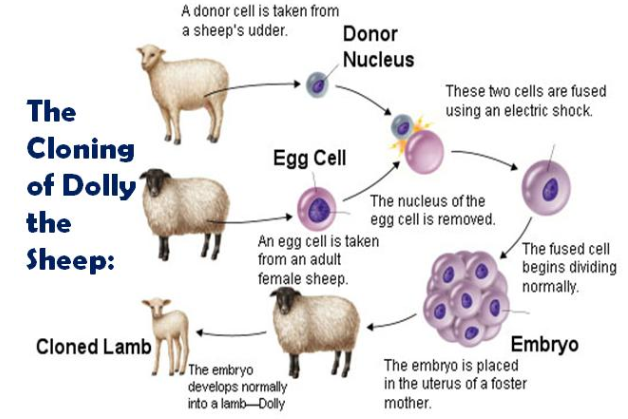 A donor cell is taken from
a sheep's udder.
Donor
Nucleus
These two cells are fused
using an electric shock.
The
Cloning
of Dolly
the
Sheep:
Egg Cell
The nucleus of the
egg cell is removed.
An egg cell is taken
from an adult
female sheep.
The fused cell
begins dividing
normally.
Embryo
The embryo is placed
in the uterus of a foster
mother.
Cloned Lamb
The embryo
develops normally
into a lamb—Dolly